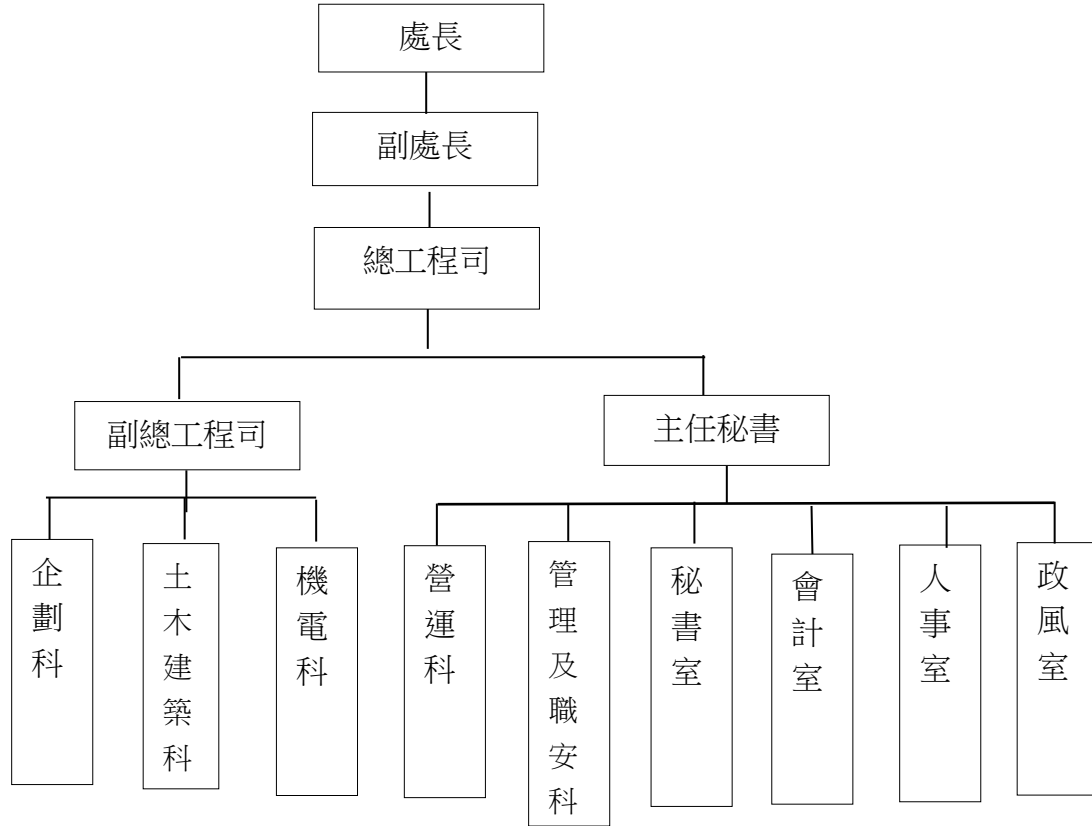 處長
副處長
總工程司
副總工程司
主任秘書
企劃科
土木建築科
機電科
營運科
管理及職安科
秘書室
會計室
人事室
政風室